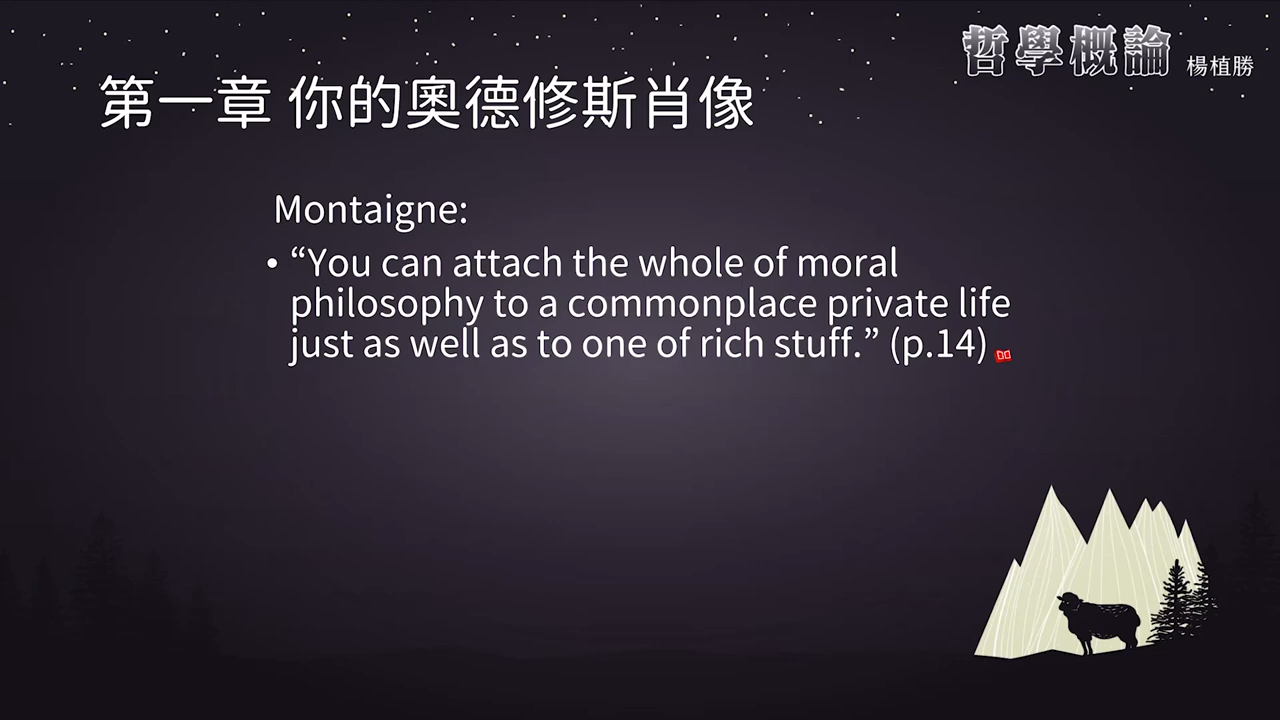 哲學概論 楊植勝
第一章 你的奧德修斯肖像
Montaigne:
• “You can attach the whole of moral
philosophy to a commonplace private life
just as well as to one of rich stuff.” (p.14)